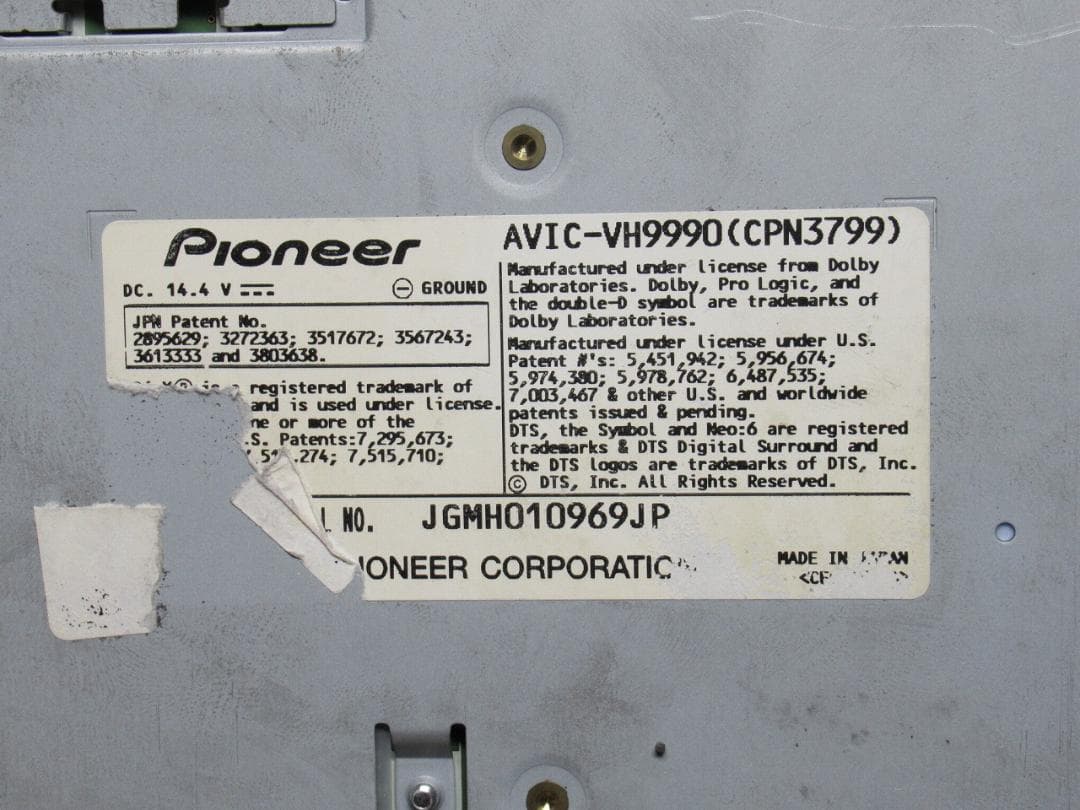 Pioneer
AVIC-VH9990(CPN3799)
DC. 14.4 V
⊖ GROUND
JPN Patent No.
2895629; 3272363; 3517672; 3567243;
3613333 and 3803638.
is a registered trademark of
and is used under license.
or more of the
Patents:7,295,673;
274; 7,515,710;
Manufactured under license from Dolby
Laboratories. Dolby, Pro Logic, and
the double-D symbol are trademarks of
Dolby Laboratories.
Manufactured under license under U.S.
Patent #'s: 5,451,942; 5,956,674;
5,974,380; 5,978,762; 6,487,535;
7,003,467 & other U.S. and worldwide
patents issued & pending.
DTS, the Symbol and Neo:6 are registered
trademarks & DTS Digital Surround and
the DTS logos are trademarks of DTS, Inc.
© DTS, Inc. All Rights Reserved.
NO. JGMH010969JP
IONEER CORPORATIO
MADE IN